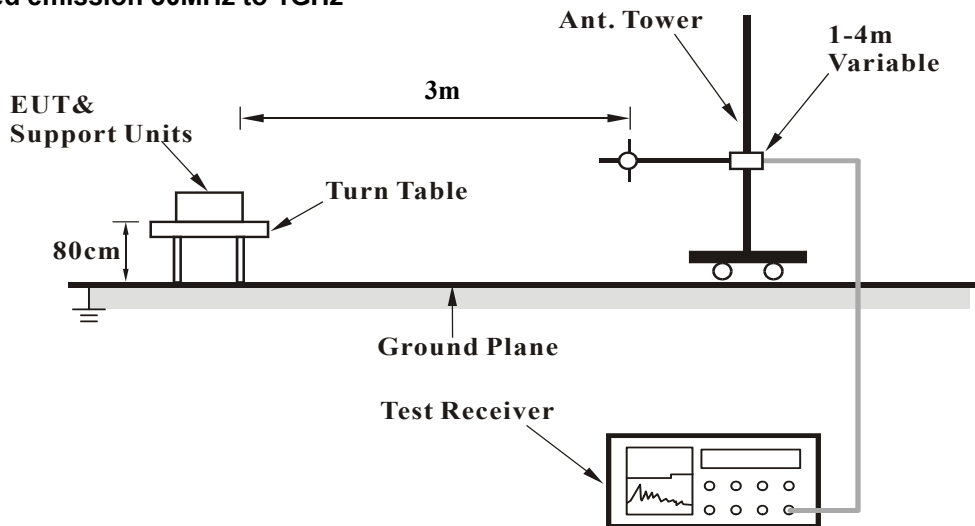 Ant. Tower
1-4m
Variable
3m
EUT&
Support Units
Turn Table
80cm
Ground Plane
Test Receiver